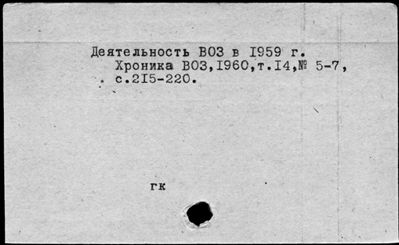 Деятельность ВОЗ в 1959 г.
Хроника ВОЗ,1960,т.14,№ 5-7,
с.215-220.
гк